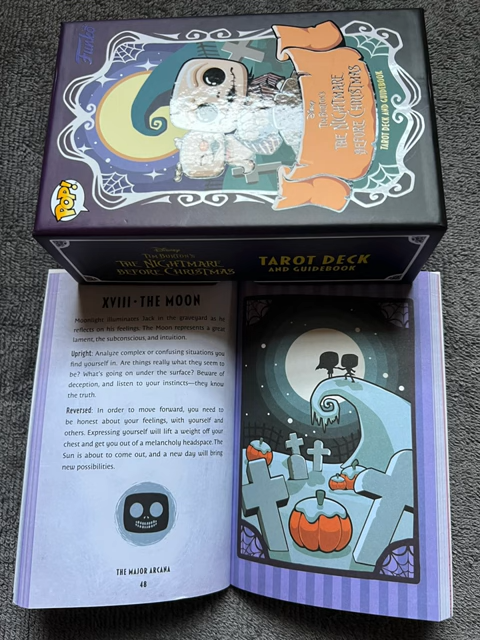 Funko
POP!
Disney
TIM BURTON'S
THE NIGHTMARE
BEFORE CHRISTMAS
TAROT DECK AND GUIDEBOOK
Disney
TIM BURTON'S
THE NIGHTMARE
BEFORE CHRISTMAS
TAROT DECK
AND GUIDEBOOK
XVIII · THE MOON
Moonlight illuminates Jack in the graveyard as he
reflects on his feelings. The Moon represents a great
lament, the subconscious, and intuition.
Upright: Analyze complex or confusing situations you
find yourself in. Are things really what they seem to
be? What's going on under the surface? Beware of
deception, and listen to your instincts—they know
the truth.
Reversed: In order to move forward, you need to
be honest about your feelings, with yourself and
others. Expressing yourself will lift a weight off your
chest and get you out of a melancholy headspace. The
Sun is about to come out, and a new day will bring
new possibilities.
THE MAJOR ARCANA
48